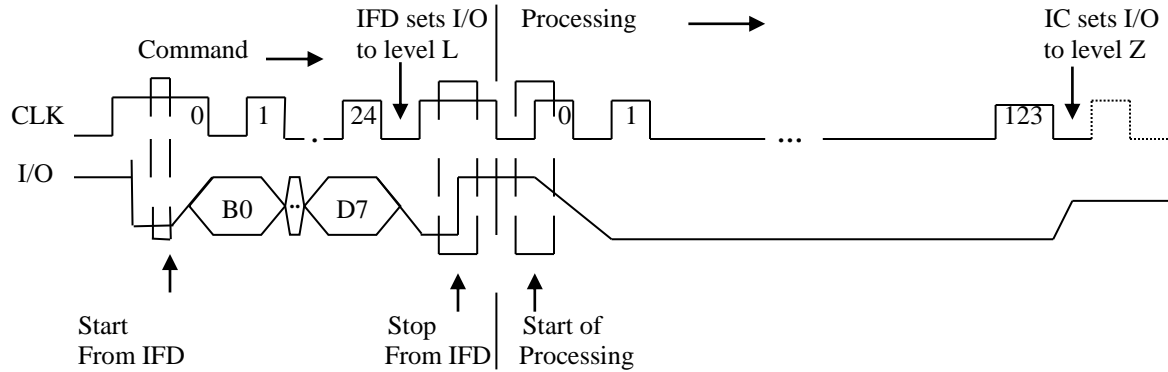 IFD sets I/O
to level L
Processing
IC sets I/O
to level Z
Command
CLK
0
1
.
24
0
1
...
123
I/O
B0
..
D7
Start
From IFD
Stop
From IFD
Start of
Processing